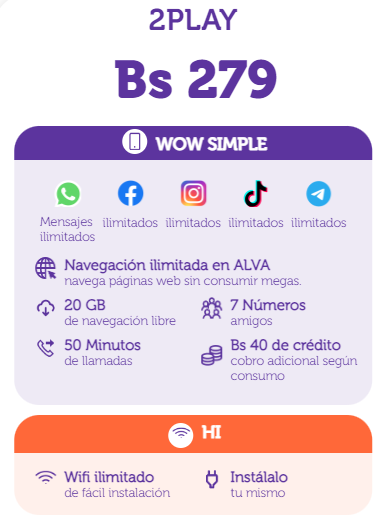 2PLAY
Bs 279
WOW SIMPLE
Mensajes ilimitados ilimitados ilimitados ilimitados
ilimitados
Navegación ilimitada en ALVA
navega páginas web sin consumir megas.
20 GB
de navegación libre
7 Números
amigos
50 Minutos
de llamadas
Bs 40 de crédito
cobro adicional según
consumo
HI
Wifi ilimitado
de fácil instalación
Instálalo
tu mismo